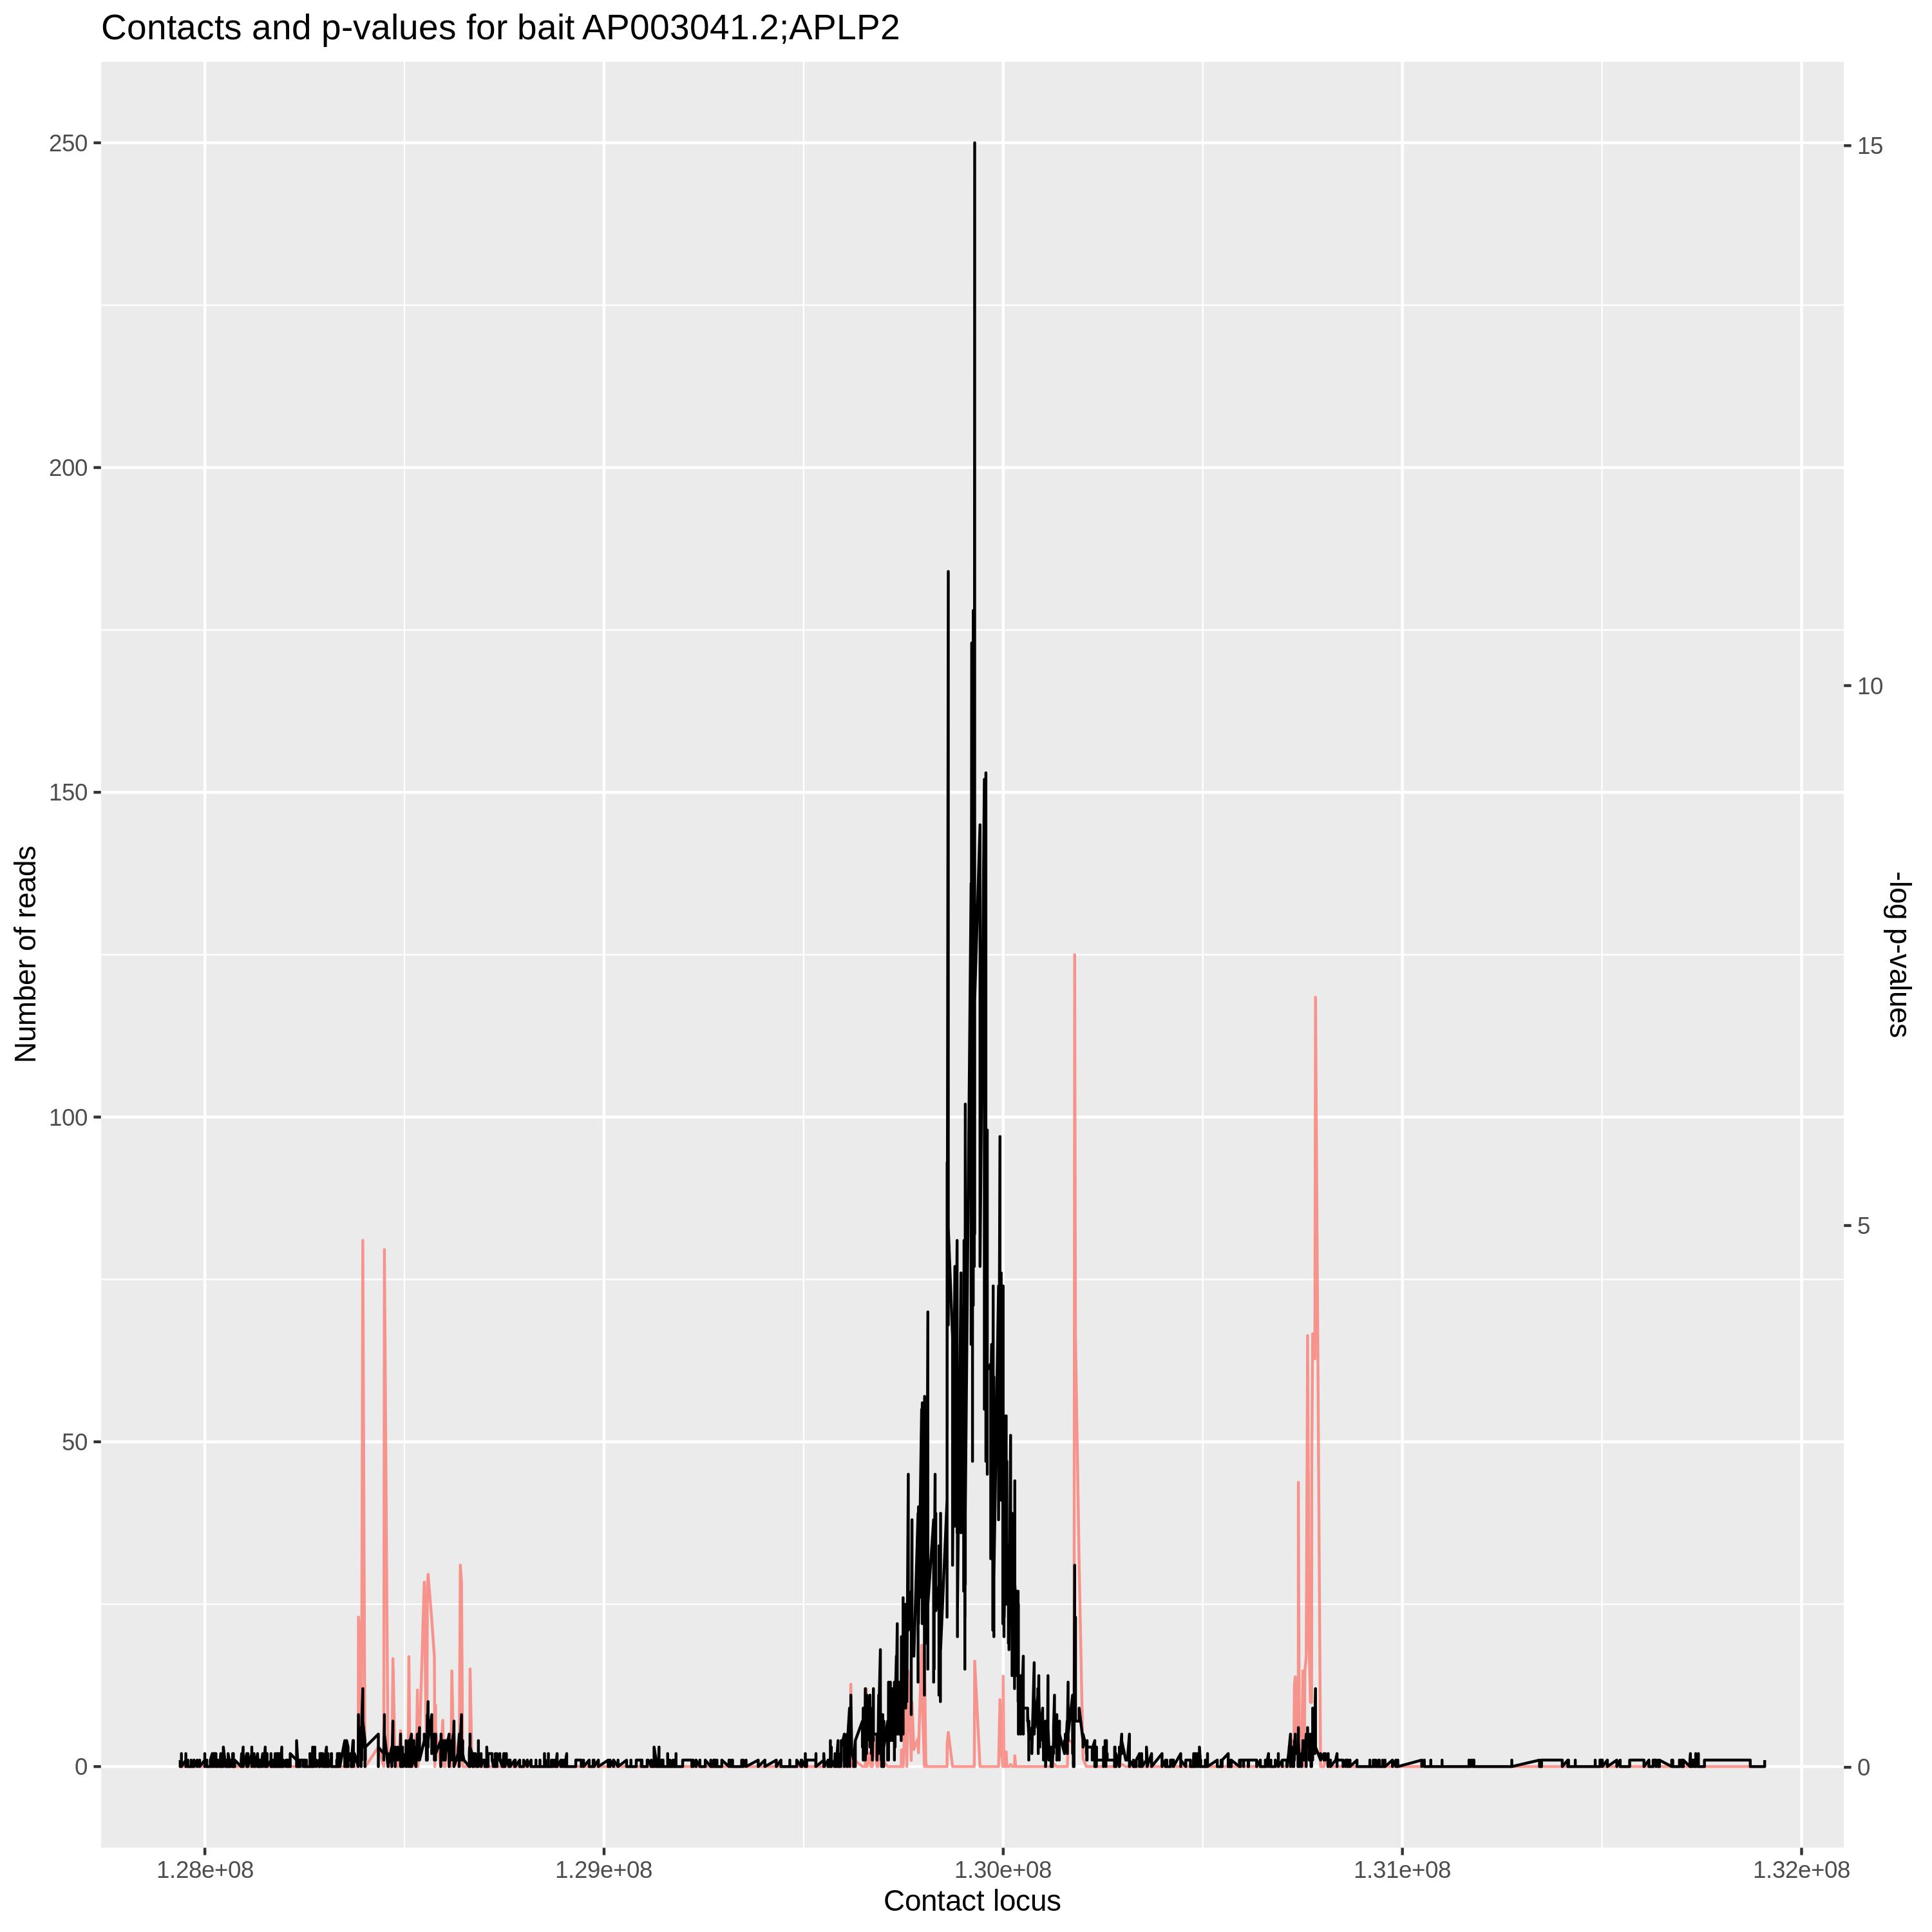 Contacts and p-values for bait AP003041.2;APLP2
250
200
150
100
50
0
Number of reads
15
10
5
0
-log p-values
1.28e+08
1.29e+08
1.30e+08
1.31e+08
1.32e+08
Contact locus